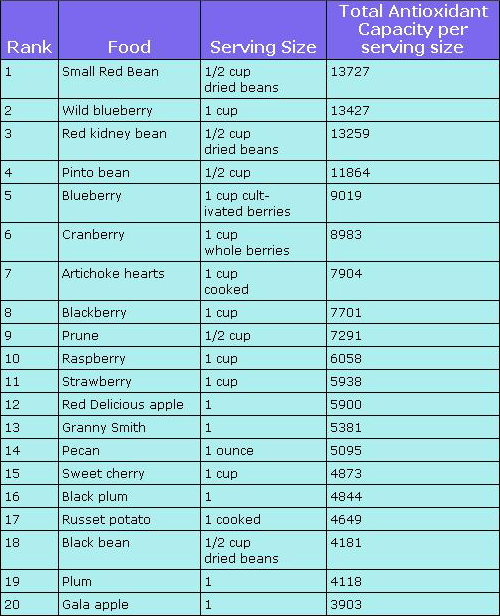 Rank Food Serving Size Total Antioxidant
Capacity per
serving size
1 Small Red Bean 1/2 cup 13727
dried beans
2 Wild blueberry 1 cup 13427
3 Red kidney bean 1/2 cup 13259
dried beans
4 Pinto bean 1/2 cup 11864
5 Blueberry 1 cup cult- 9019
ivated berries
6 Cranberry 1 cup 8983
whole berries
7 Artichoke hearts 1 cup 7904
cooked
8 Blackberry 1 cup 7701
9 Prune 1/2 cup 7291
10 Raspberry 1 cup 6058
11 Strawberry 1 cup 5938
12 Red Delicious apple 1 5900
13 Granny Smith 1 5381
14 Pecan 1 ounce 5095
15 Sweet cherry 1 cup 4873
16 Black plum 1 4844
17 Russet potato 1 cooked 4649
18 Black bean 1/2 cup 4181
dried beans
19 Plum 1 4118
20 Gala apple 1 3903